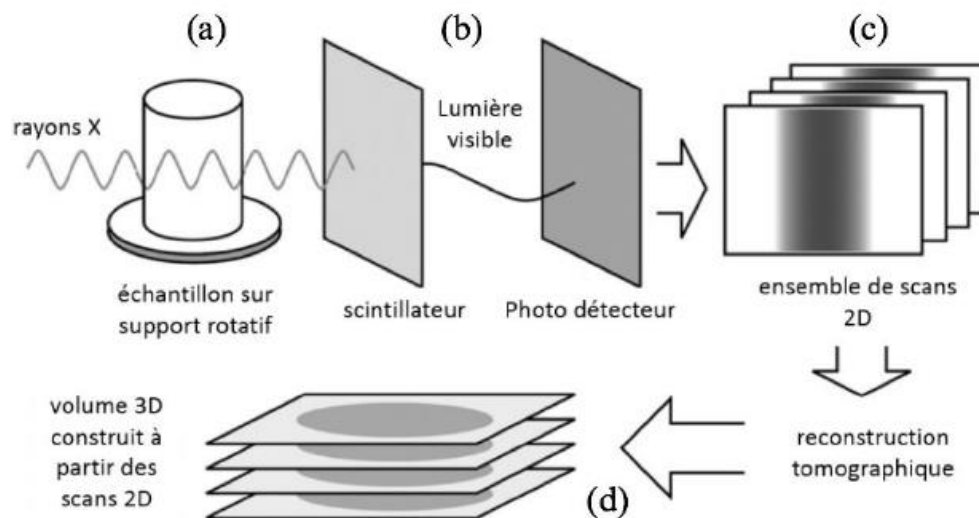 (a)
(b)
(c)
rayons X
Lumière
visible
échantillon sur
support rotatif
scintillateur
Photo détecteur
ensemble de scans
2D
volume 3D
construit à
partir des
scans 2D
(d)
reconstruction
tomographique